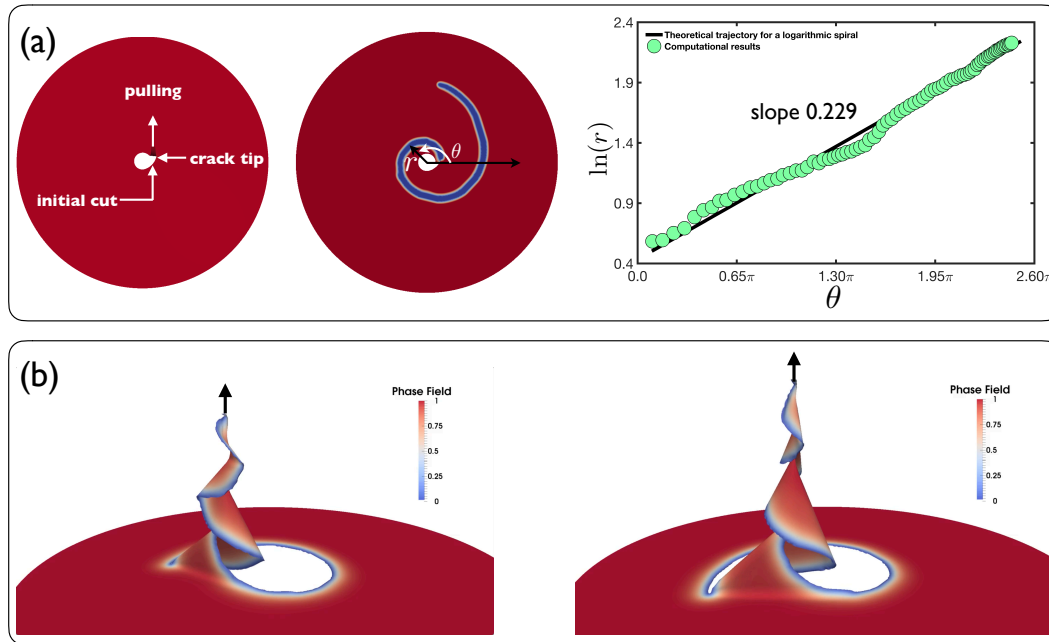 (a)
pulling
crack tip
initial cut
r
θ
Theoretical trajectory for a logarithmic spiral
Computational results
slope 0.229
ln(r)
2.4
1.9
1.4
0.9
0.4
0.0
0.65π
1.30π
1.95π
2.60π
θ
(b)
Phase Field
1
0.75
0.5
0.25
0
Phase Field
1
0.75
0.5
0.25
0